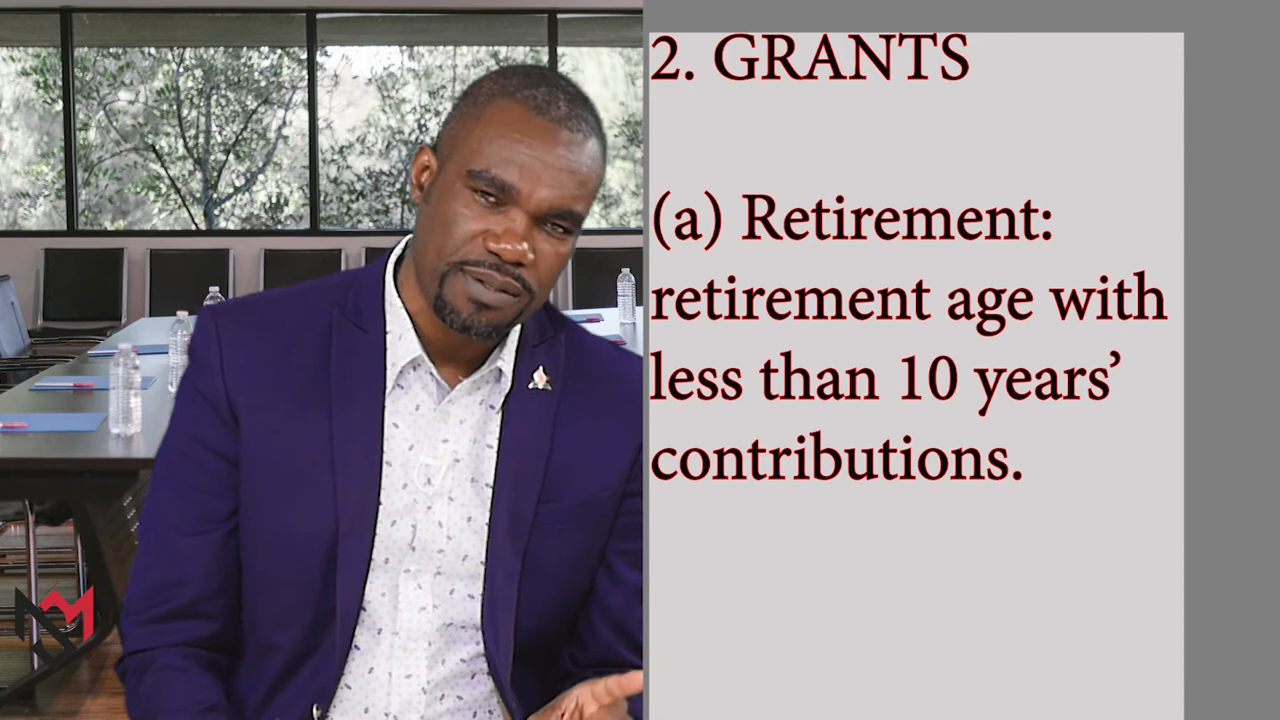 2. GRANTS
(a) Retirement:
retirement age with
less than 10 years’
contributions.